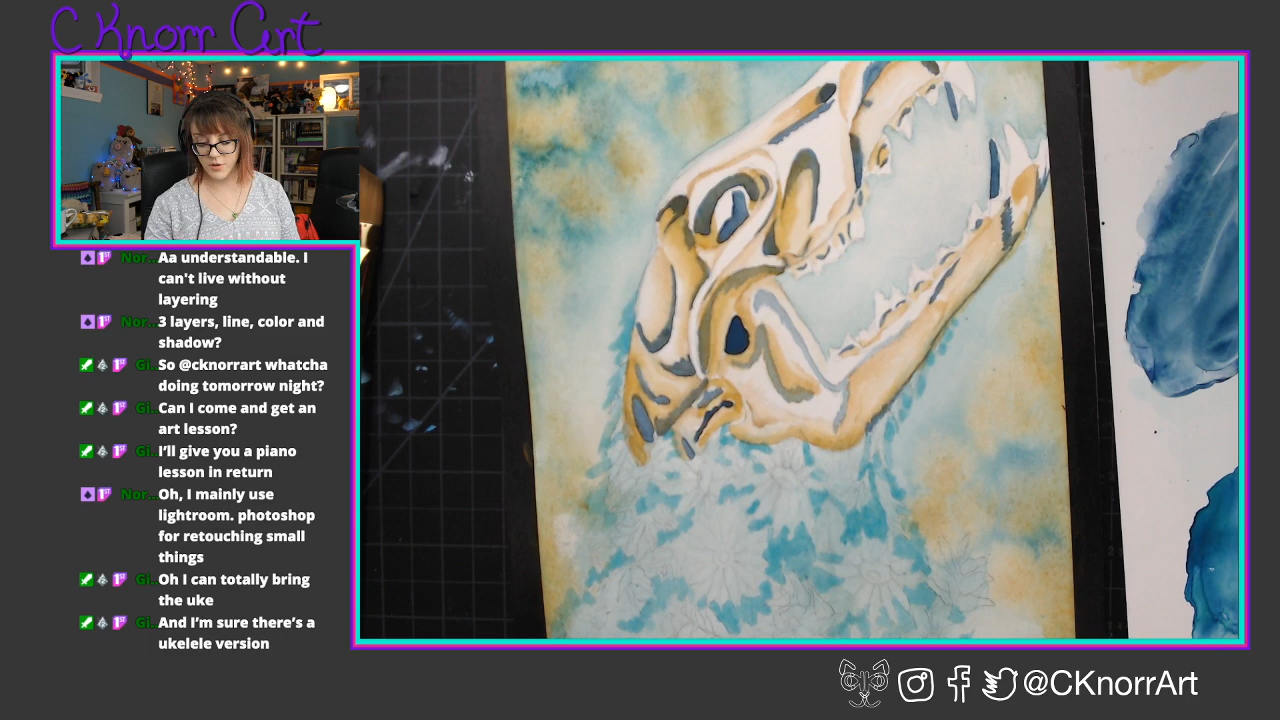 C Knorr Art
Nor... Aa understandable. I
can't live without
layering
Nor... 3 layers, line, color and
shadow?
Gi... So @cknorrart whatcha
doing tomorrow night?
Gi... Can I come and get an
art lesson?
Gi... I'll give you a piano
lesson in return
Nor... Oh, I mainly use
lightroom. photoshop
for retouching small
things
Gi... Oh I can totally bring
the uke
Gi... And I'm sure there's a
ukelele version
@CKnorrArt